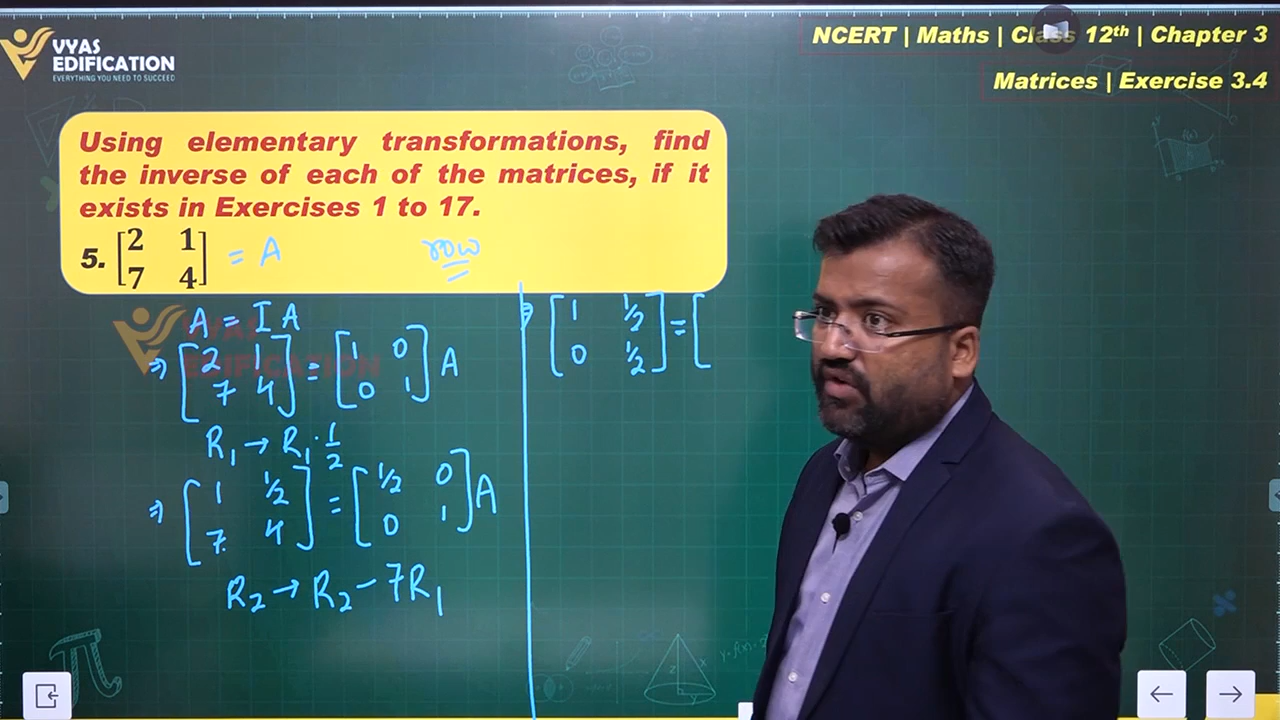 VYAS
EDIFICATION
EVERYTHING YOU NEED TO SUCCEED
NCERT | Maths | Class 12th | Chapter 3
Matrices | Exercise 3.4
Using elementary transformations, find
the inverse of each of the matrices, if it
exists in Exercises 1 to 17.
5. [2 1
7 4] = A
row
VYAS
EDIFICATION
A = I A
⇒ [2 1
7 4] = [1 0
0 1] A
R₁ → R₁ · 1/2
⇒ [1 1/2
7 4] = [1/2 0
0 1] A
R₂ → R₂ − 7R₁
⇒ [1 1/2
0 1/2] = [